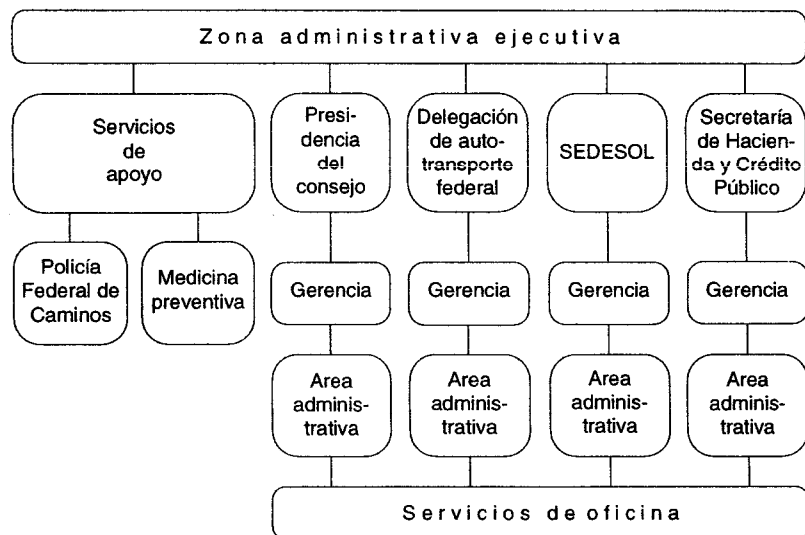 Zona administrativa ejecutiva
Servicios
de
apoyo
Presi-
dencia
del
consejo
Delegación
de auto-
transporte
federal
SEDESOL
Secretaría
de Hacien-
da y Crédito
Público
Policía
Federal de
Caminos
Medicina
preventiva
Gerencia
Gerencia
Gerencia
Gerencia
Area
adminis-
trativa
Area
adminis-
trativa
Area
adminis-
trativa
Area
adminis-
trativa
Servicios de oficina